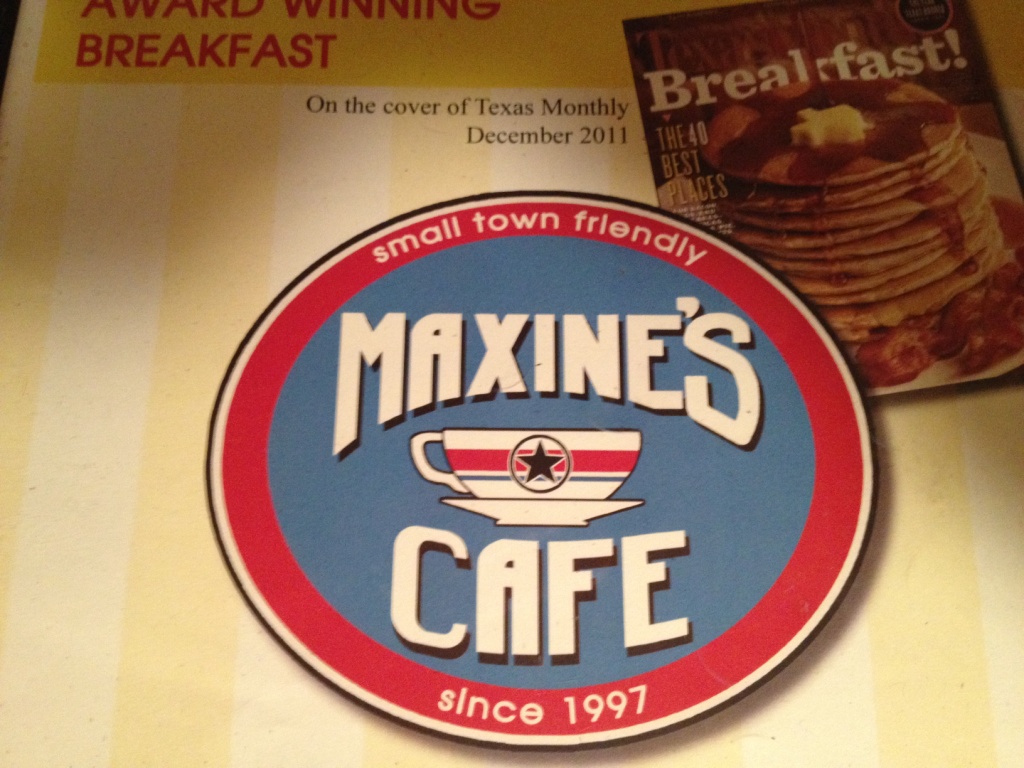 AWARD WINNING
BREAKFAST
On the cover of Texas Monthly
December 2011
Texas
Breakfast!
THE 40
BEST
PLACES
small town friendly
MAXINE'S
CAFE
since 1997